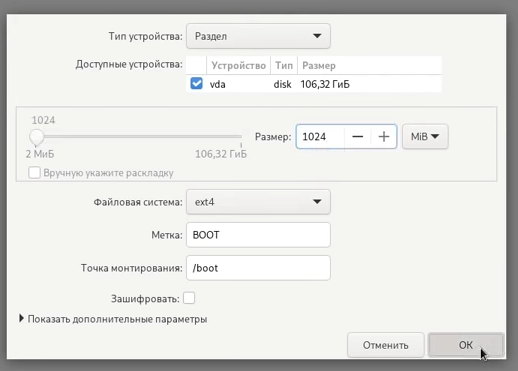 Тип устройства: Раздел
Доступные устройства: Устройство Тип Размер
vda disk 106,32 ГиБ
1024
Размер: 1024 MiB
2 МиБ 106,32 ГиБ
Вручную укажите раскладку
Файловая система: ext4
Метка: BOOT
Точка монтирования: /boot
Зашифровать:
Показать дополнительные параметры
Отменить OK